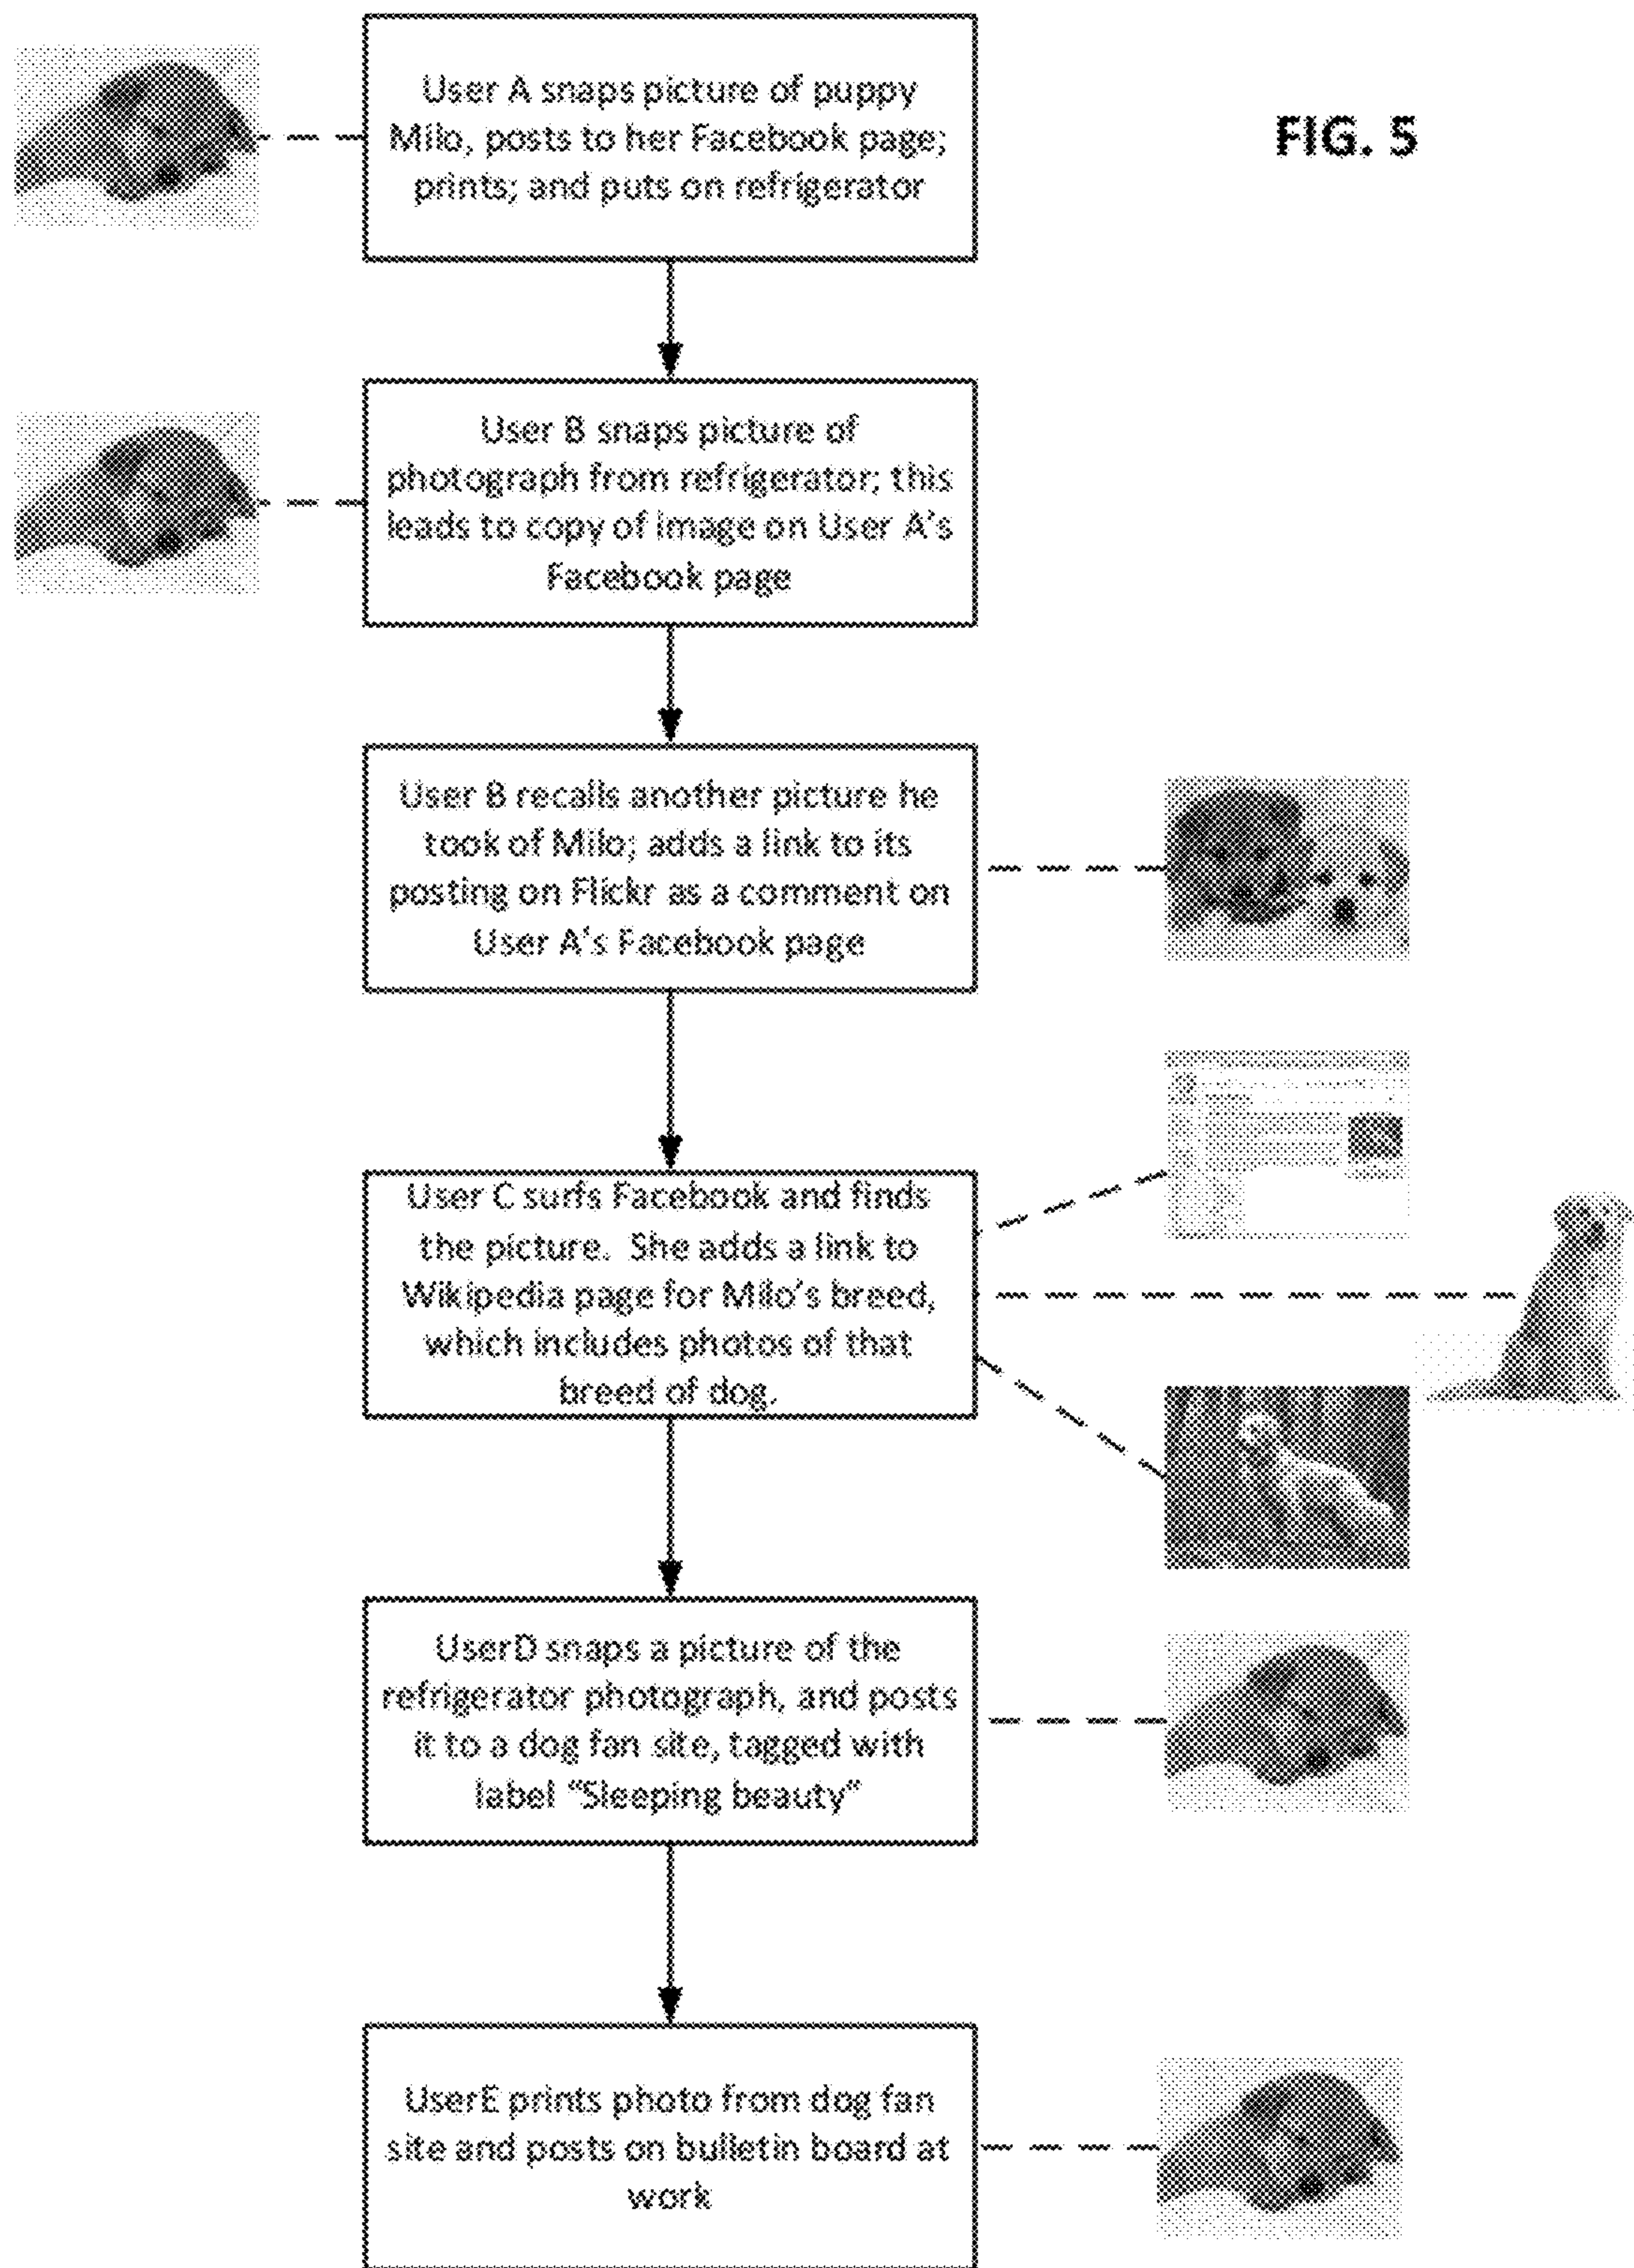 User A snaps picture of puppy
Milo, posts to her Facebook page;
prints; and puts on refrigerator
FIG. 5
User B snaps picture of
photograph from refrigerator; this
leads to copy of image on User A's
Facebook page
User B recalls another picture he
took of Milo; adds a link to its
posting on Flickr as a comment on
User A's Facebook page
User C surfs Facebook and finds
the picture.  She adds a link to
Wikipedia page for Milo's breed,
which includes photos of that
breed of dog.
UserD snaps a picture of the
refrigerator photograph, and posts
it to a dog fan site, tagged with
label "Sleeping beauty"
UserE prints photo from dog fan
site and posts on bulletin board at
work